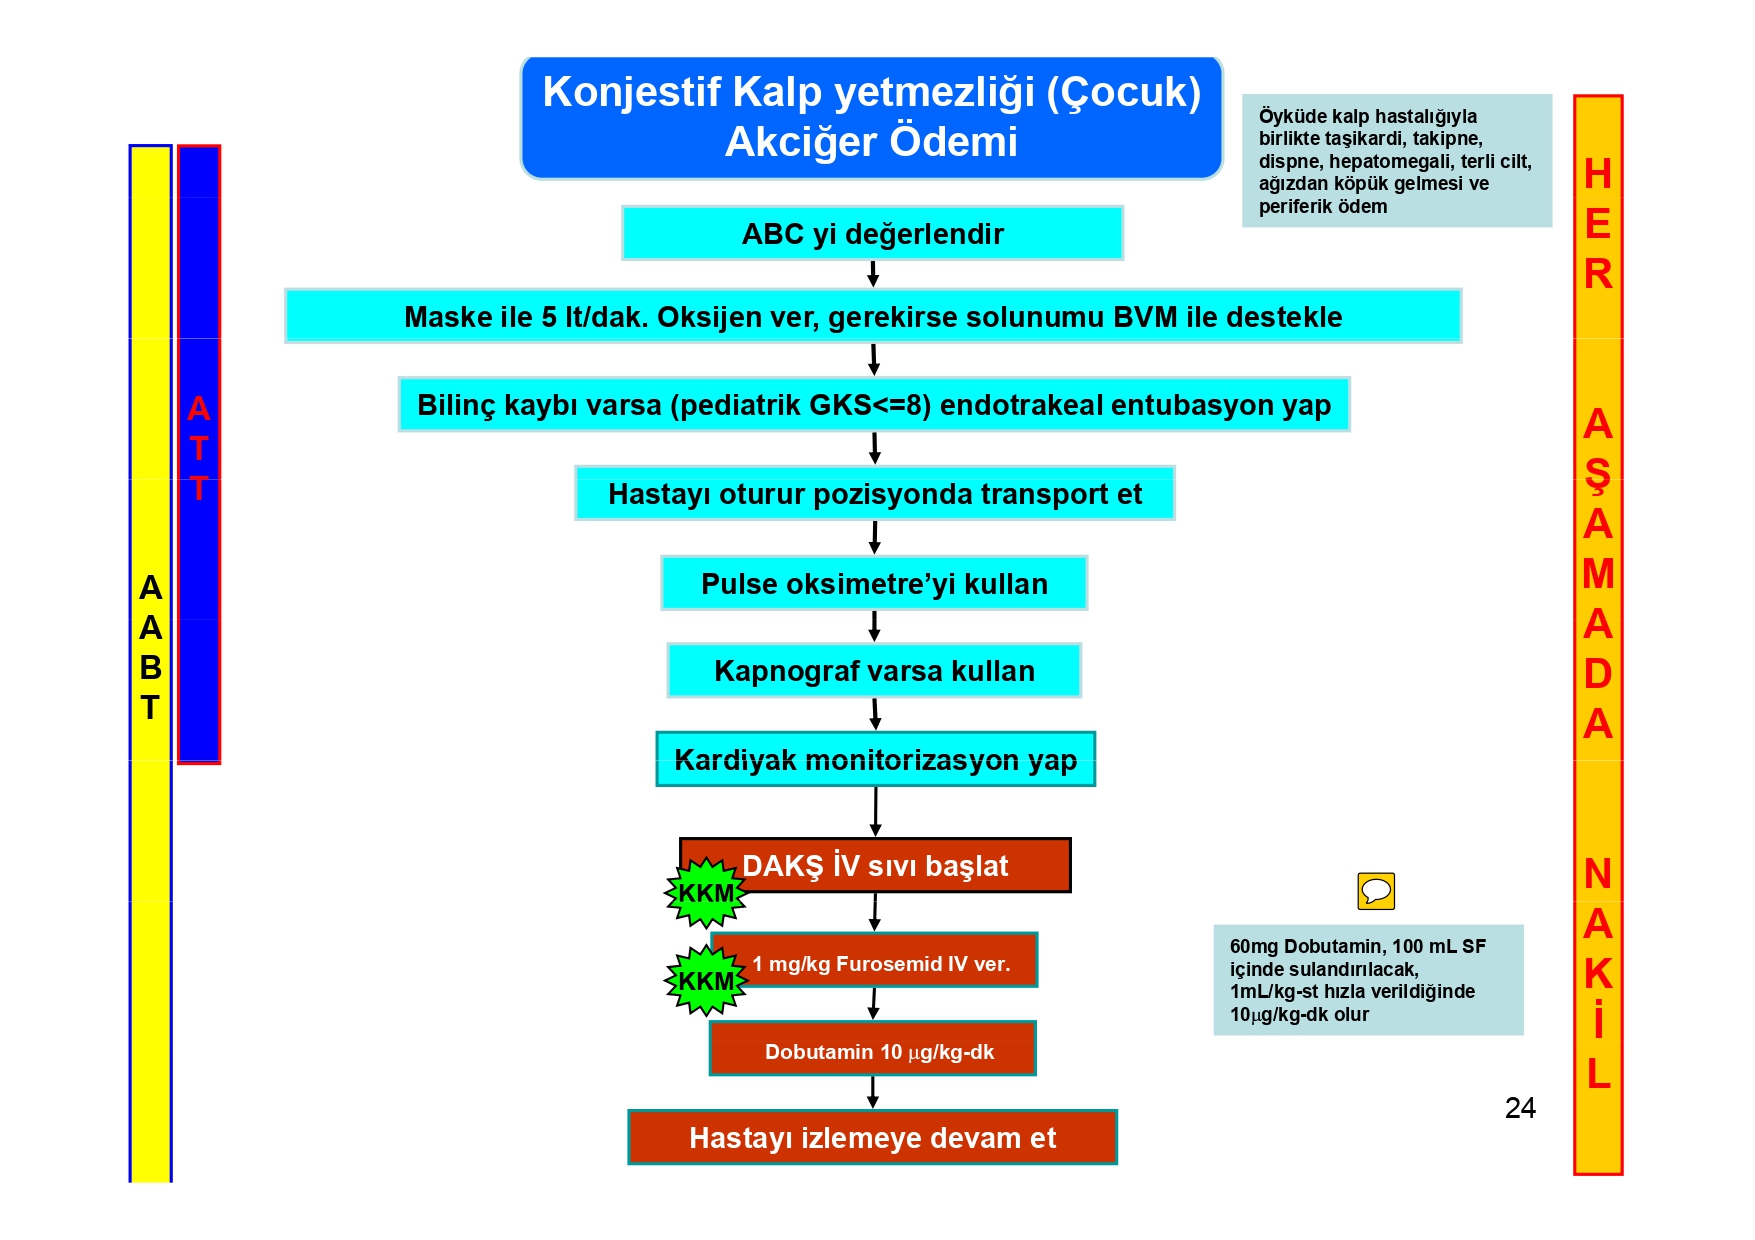 Konjestif Kalp yetmezliği (Çocuk)
Akciğer Ödemi
Öyküde kalp hastalığıyla
birlikte taşikardi, takipne,
dispne, hepatomegali, terli cilt,
ağızdan köpük gelmesi ve
periferik ödem
ABC yi değerlendir
Maske ile 5 lt/dak. Oksijen ver, gerekirse solunumu BVM ile destekle
Bilinç kaybı varsa (pediatrik GKS<=8) endotrakeal entubasyon yap
Hastayı oturur pozisyonda transport et
Pulse oksimetre’yi kullan
Kapnograf varsa kullan
Kardiyak monitorizasyon yap
DAKŞ İV sıvı başlat
KKM
1 mg/kg Furosemid IV ver.
KKM
Dobutamin 10 µg/kg-dk
Hastayı izlemeye devam et
60mg Dobutamin, 100 mL SF
içinde sulandırılacak,
1mL/kg-st hızla verildiğinde
10µg/kg-dk olur
24
A
A
B
T
A
T
T
H
E
R
A
Ş
A
M
A
D
A
N
A
K
İ
L